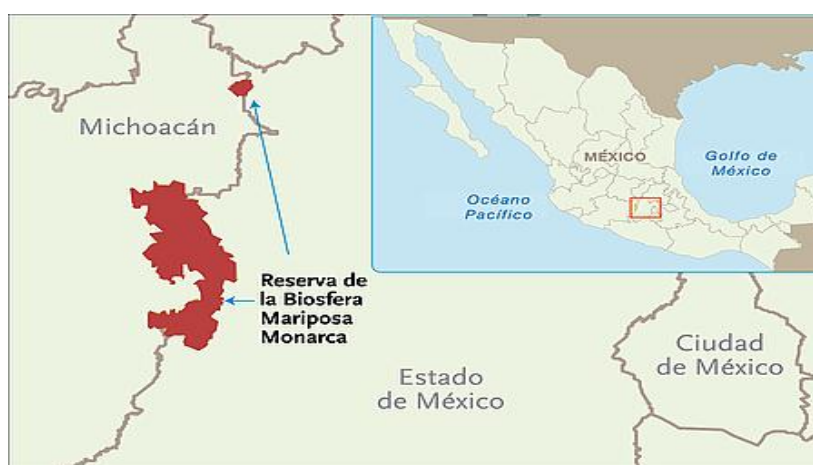 Michoacán
Reserva de
la Biosfera
Mariposa
Monarca
Estado
de México
Ciudad
de México
MÉXICO
Golfo de
México
Océano
Pacífico